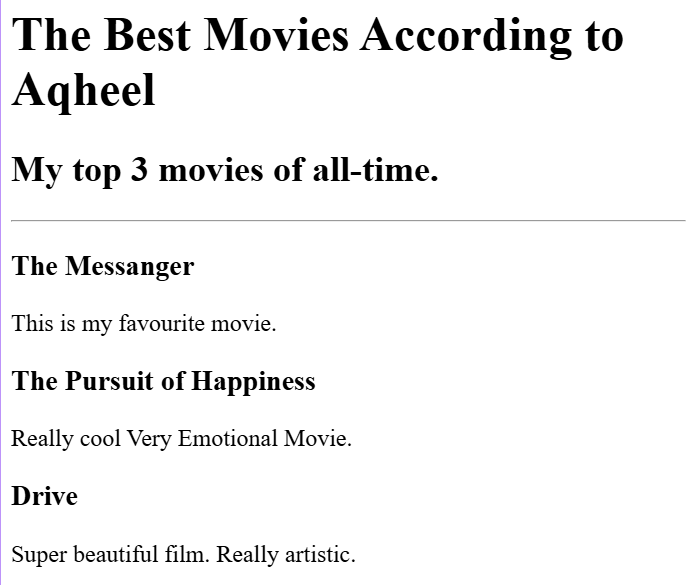 The Best Movies According to
Aqheel
My top 3 movies of all-time.
The Messanger
This is my favourite movie.
The Pursuit of Happiness
Really cool Very Emotional Movie.
Drive
Super beautiful film. Really artistic.